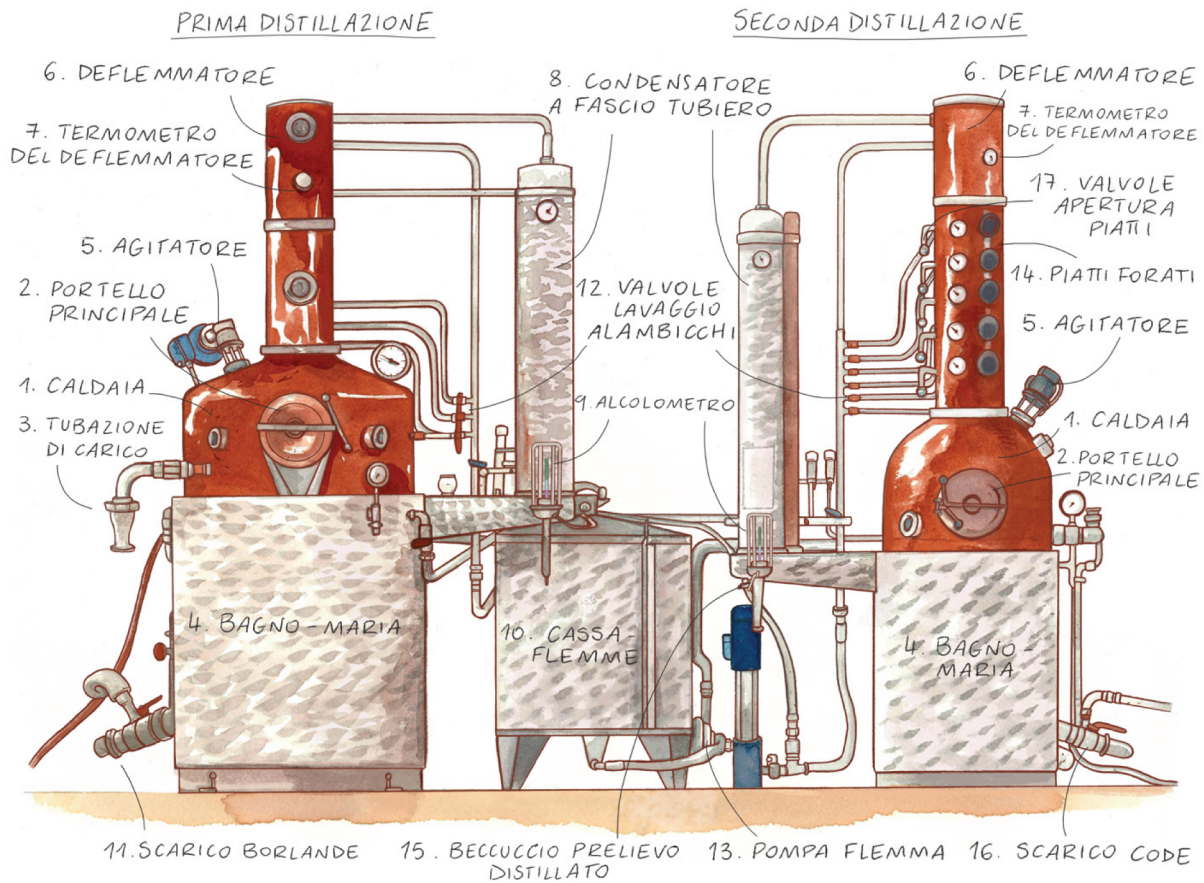 PRIMA DISTILLAZIONE
SECONDA DISTILLAZIONE
6. DEFLEMMATORE
7. TERMOMETRO
DEL DEFLEMMATORE
8. CONDENSATORE
A FASCIO TUBIERO
6. DEFLEMMATORE
7. TERMOMETRO
DEL DEFLEMMATORE
17. VALVOLE
APERTURA
PIATTI
5. AGITATORE
2. PORTELLO
PRINCIPALE
12. VALVOLE
LAVAGGIO
ALAMBICCHI
14. PIATTI FORATI
5. AGITATORE
1. CALDAIA
3. TUBAZIONE
DI CARICO
9. ALCOLOMETRO
1. CALDAIA
2. PORTELLO
PRINCIPALE
4. BAGNO-MARIA
10. CASSA-
FLEMME
4. BAGNO-
MARIA
11. SCARICO BORLANDE
15. BECCUCCIO PRELIEVO
DISTILLATO
13. POMPA FLEMMA
16. SCARICO CODE